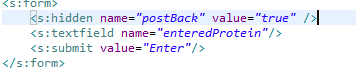 <s:form>
<s:hidden name="postBack" value="true" />
<s:textfield name="enteredProtein"/>
<s:submit value="Enter"/>
</s:form>